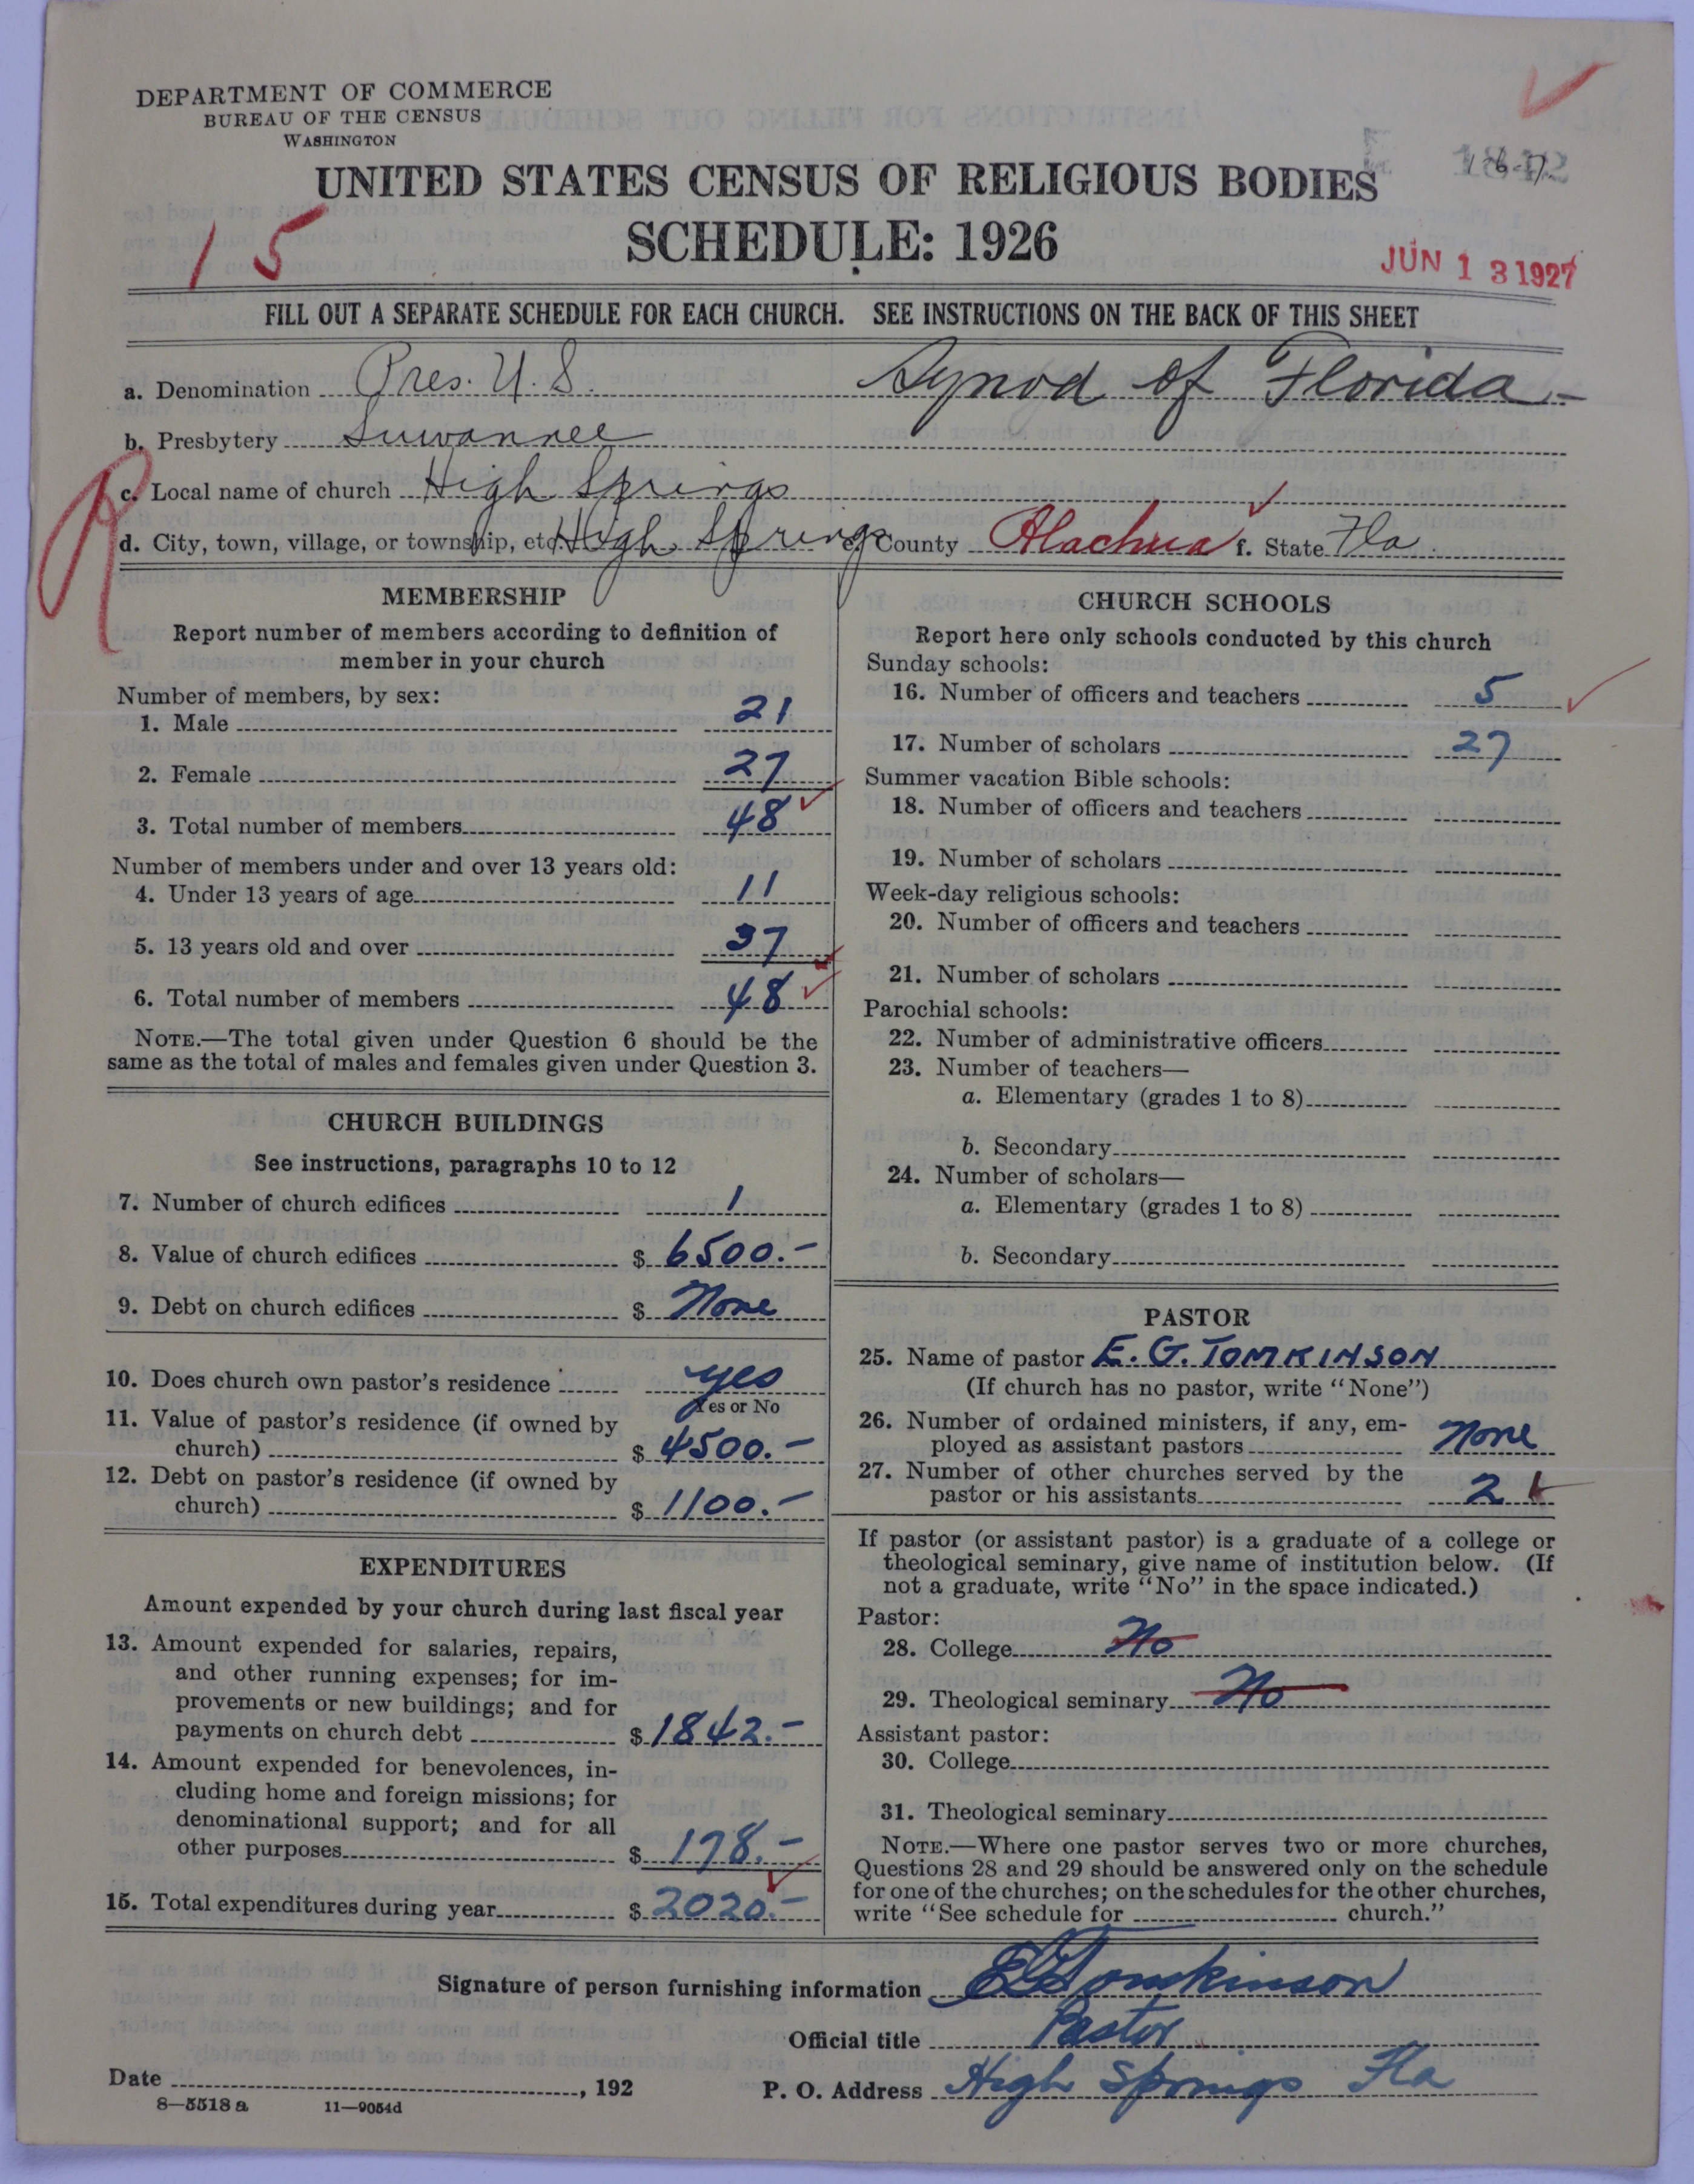 DEPARTMENT OF COMMERCE
BUREAU OF THE CENSUS
WASHINGTON
UNITED STATES CENSUS OF RELIGIOUS BODIES
SCHEDULE: 1926
15
JUN 13 1927
FILL OUT A SEPARATE SCHEDULE FOR EACH CHURCH. SEE INSTRUCTIONS ON THE BACK OF THIS SHEET
a. Denomination Pres. U.S. Synod of Florida
b. Presbytery Suwannee
c. Local name of church High Springs
d. City, town, village, or township, etc. High Springs e. County Alachua f. State Fla
R
MEMBERSHIP
Report number of members according to definition of
member in your church
Number of members, by sex:
1. Male 21
2. Female 27
3. Total number of members 48
Number of members under and over 13 years old:
4. Under 13 years of age 11
5. 13 years old and over 37
6. Total number of members 48
NOTE.—The total given under Question 6 should be the
same as the total of males and females given under Question 3.
CHURCH BUILDINGS
See instructions, paragraphs 10 to 12
7. Number of church edifices 1
8. Value of church edifices $ 6500.–
9. Debt on church edifices $ None
10. Does church own pastor's residence yes
Yes or No
11. Value of pastor's residence (if owned by
church) $ 4500.–
12. Debt on pastor's residence (if owned by
church) $ 1100.–
EXPENDITURES
Amount expended by your church during last fiscal year
13. Amount expended for salaries, repairs,
and other running expenses; for im-
provements or new buildings; and for
payments on church debt $ 1842.–
14. Amount expended for benevolences, in-
cluding home and foreign missions; for
denominational support; and for all
other purposes $ 178.–
15. Total expenditures during year $ 2020.–
CHURCH SCHOOLS
Report here only schools conducted by this church
Sunday schools:
16. Number of officers and teachers 5
17. Number of scholars 27
Summer vacation Bible schools:
18. Number of officers and teachers
19. Number of scholars
Week-day religious schools:
20. Number of officers and teachers
21. Number of scholars
Parochial schools:
22. Number of administrative officers
23. Number of teachers—
a. Elementary (grades 1 to 8)
b. Secondary
24. Number of scholars—
a. Elementary (grades 1 to 8)
b. Secondary
PASTOR
25. Name of pastor E. G. TOMKINSON
(If church has no pastor, write "None")
26. Number of ordained ministers, if any, em-
ployed as assistant pastors None
27. Number of other churches served by the
pastor or his assistants 2
If pastor (or assistant pastor) is a graduate of a college or
theological seminary, give name of institution below. (If
not a graduate, write "No" in the space indicated.)
Pastor:
28. College No
29. Theological seminary No
Assistant pastor:
30. College
31. Theological seminary
NOTE.—Where one pastor serves two or more churches,
Questions 28 and 29 should be answered only on the schedule
for one of the churches; on the schedules for the other churches,
write "See schedule for church."
Signature of person furnishing information E G Tomkinson
Official title Pastor
Date , 192 P. O. Address High Springs Fla
8—5518 a 11—9054d